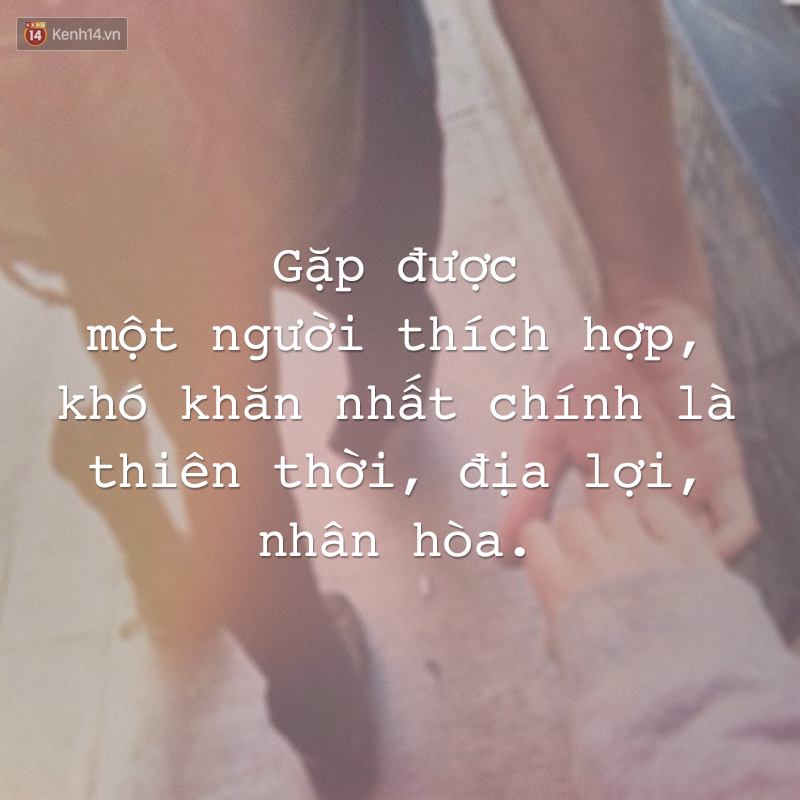 14 Kenh14.vn
Gặp được
một người thích hợp,
khó khăn nhất chính là
thiên thời, địa lợi,
nhân hòa.